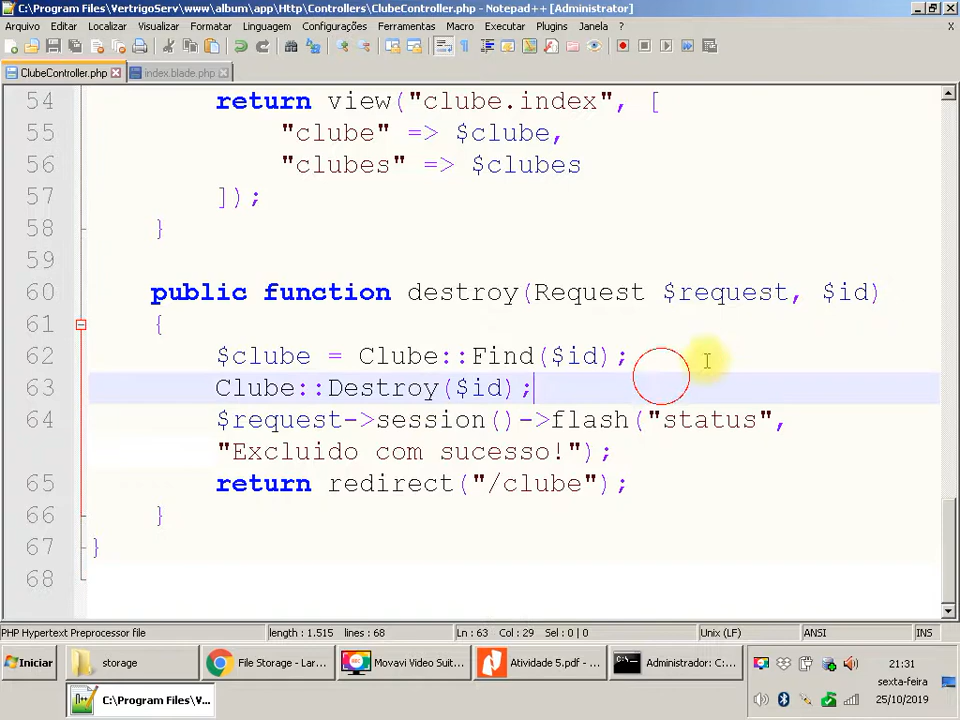 C:\Program Files\VertrigoServ\www\album\app\Http\Controllers\ClubeController.php - Notepad++ [Administrador]
Arquivo Editar Localizar Visualizar Formatar Linguagem Configurações Ferramentas Macro Executar Plugins Janela X
ClubeController.php index.blade.php
54 return view("clube.index", [
55 "clube" => $clube,
56 "clubes" => $clubes
57 ]);
58 }
59
60 public function destroy(Request $request, $id)
61 {
62 $clube = Clube::Find($id);
63 Clube::Destroy($id);
64 $request->session()->flash("status",
"Excluido com sucesso!");
65 return redirect("/clube");
66 }
67 }
68
PHP Hypertext Preprocessor file length : 1.515 lines : 68 Ln : 63 Col : 29 Sel : 0 | 0 Unix (LF) ANSI INS
Iniciar storage File Storage - Lar... Movavi Video Suit... Atividade 5.pdf - ... Administrador: C:... 21:31
sexta-feira
C:\Program Files\V... 25/10/2019